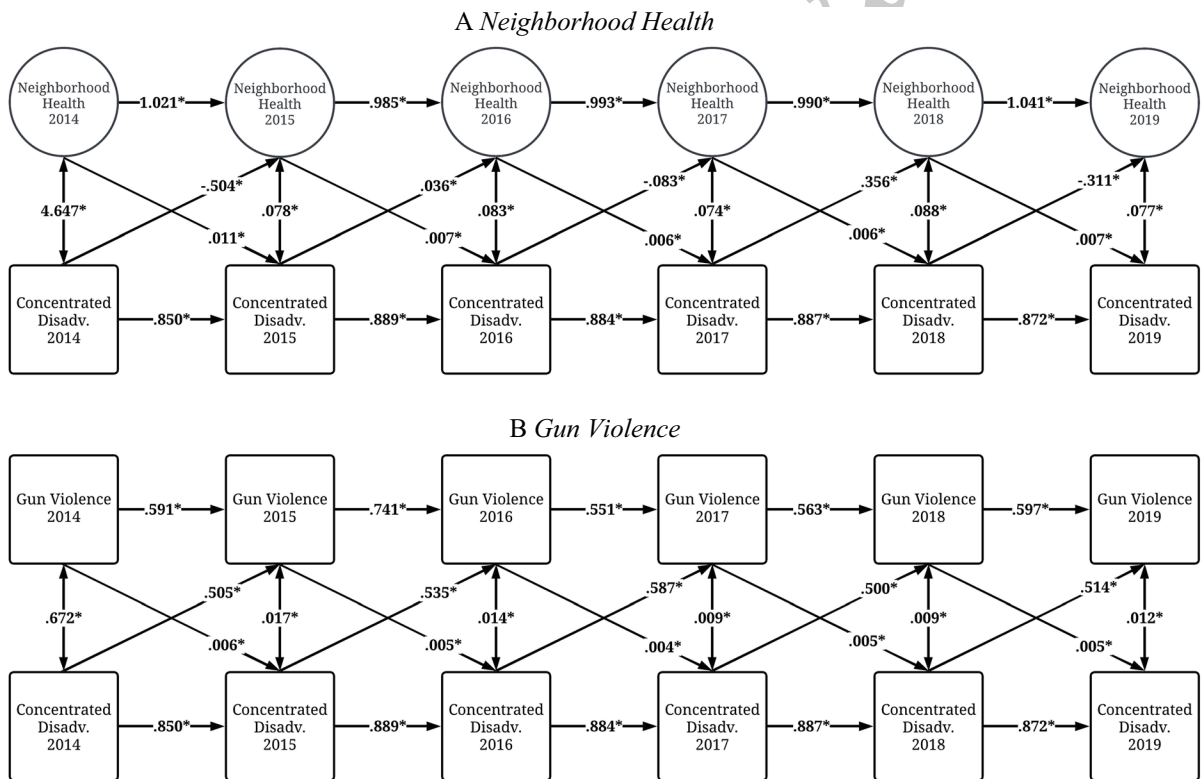 A Neighborhood Health
Neighborhood
Health
2014
1.021*
Neighborhood
Health
2015
.985*
Neighborhood
Health
2016
.993*
Neighborhood
Health
2017
.990*
Neighborhood
Health
2018
1.041*
Neighborhood
Health
2019
4.647*
-.504*
.011*
.078*
.036*
.007*
.083*
-.083*
.006*
.074*
.356*
.006*
.088*
-.311*
.007*
.077*
Concentrated
Disadv.
2014
.850*
Concentrated
Disadv.
2015
.889*
Concentrated
Disadv.
2016
.884*
Concentrated
Disadv.
2017
.887*
Concentrated
Disadv.
2018
.872*
Concentrated
Disadv.
2019
B Gun Violence
Gun Violence
2014
.591*
Gun Violence
2015
.741*
Gun Violence
2016
.551*
Gun Violence
2017
.563*
Gun Violence
2018
.597*
Gun Violence
2019
.672*
.505*
.006*
.017*
.535*
.005*
.014*
.587*
.004*
.009*
.500*
.005*
.009*
.514*
.005*
.012*
Concentrated
Disadv.
2014
.850*
Concentrated
Disadv.
2015
.889*
Concentrated
Disadv.
2016
.884*
Concentrated
Disadv.
2017
.887*
Concentrated
Disadv.
2018
.872*
Concentrated
Disadv.
2019